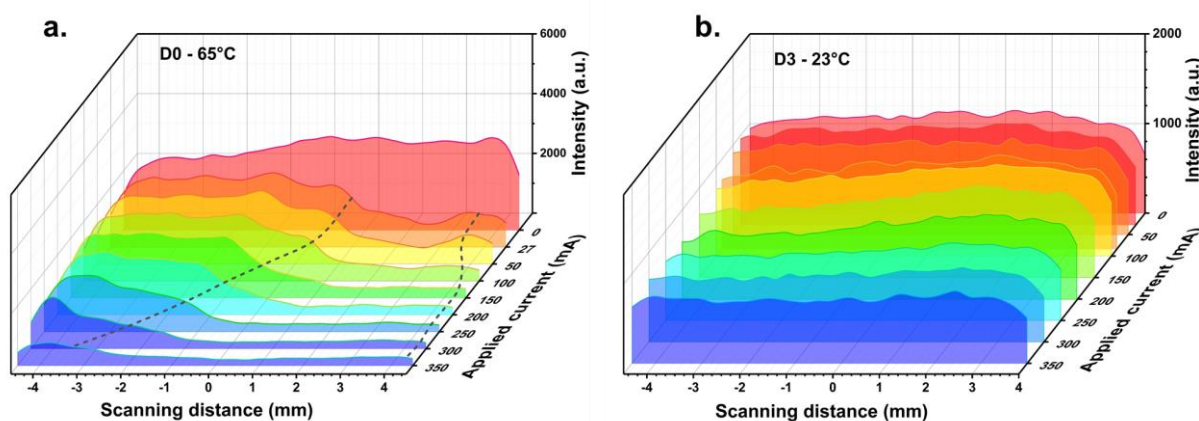 a.
D0 - 65°C
6000
4000
2000
0
Intensity (a.u.)
0
27
50
100
150
200
250
300
350
Applied current (mA)
-4 -3 -2 -1 0 1 2 3 4
Scanning distance (mm)
b.
D3 - 23°C
2000
1000
0
Intensity (a.u.)
0
50
100
150
200
250
300
350
Applied current (mA)
-4 -3 -2 -1 0 1 2 3 4
Scanning distance (mm)